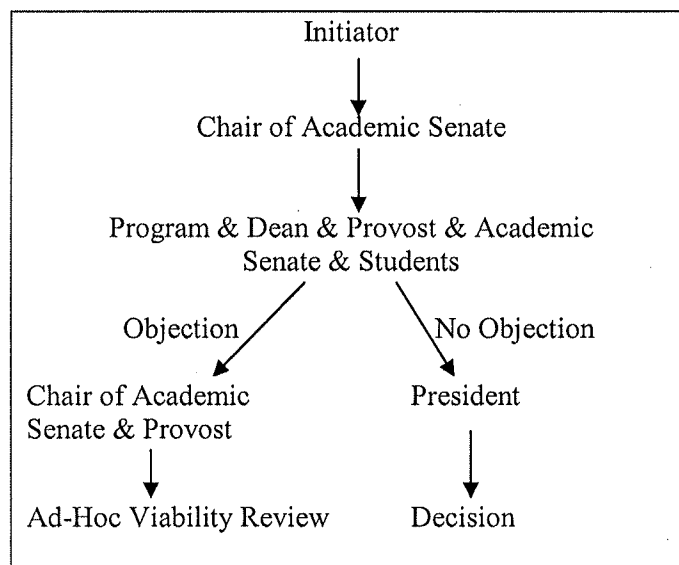 Initiator
Chair of Academic Senate
Program & Dean & Provost & Academic
Senate & Students
Objection
No Objection
Chair of Academic
Senate & Provost
President
Ad-Hoc Viability Review
Decision